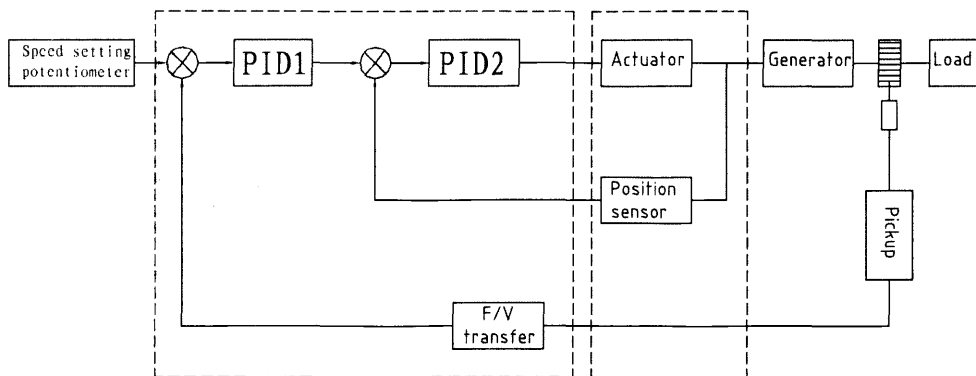 Speed setting
potentiometer
PID1
PID2
Actuator
Generator
Load
Position
sensor
Pickup
F/V
transfer